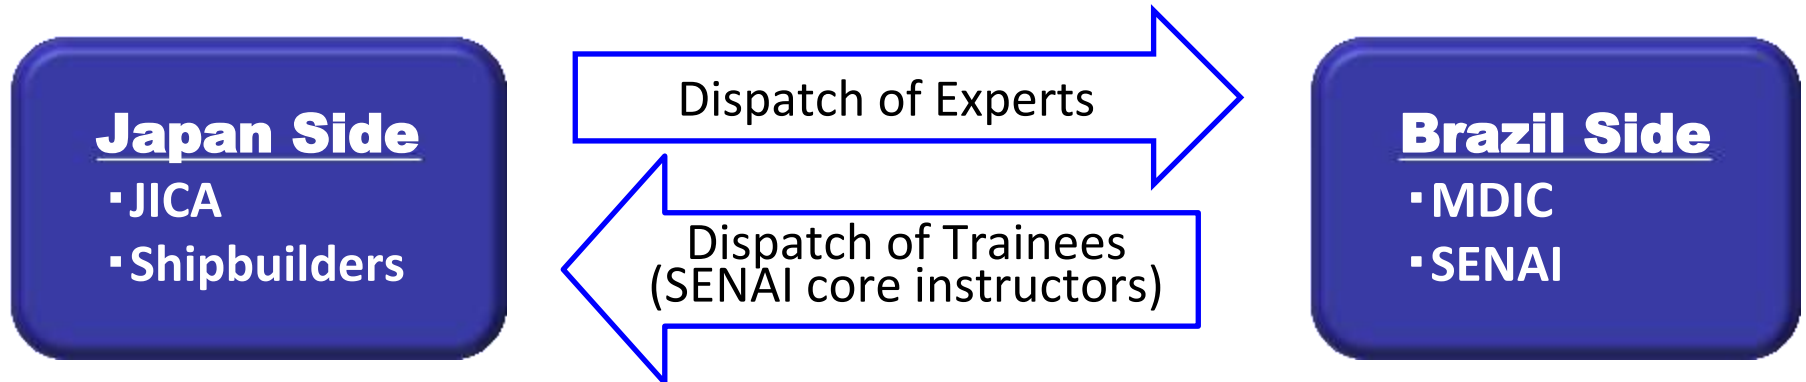 Japan Side
▪JICA
▪Shipbuilders
Dispatch of Experts
Dispatch of Trainees
(SENAI core instructors)
Brazil Side
▪MDIC
▪SENAI